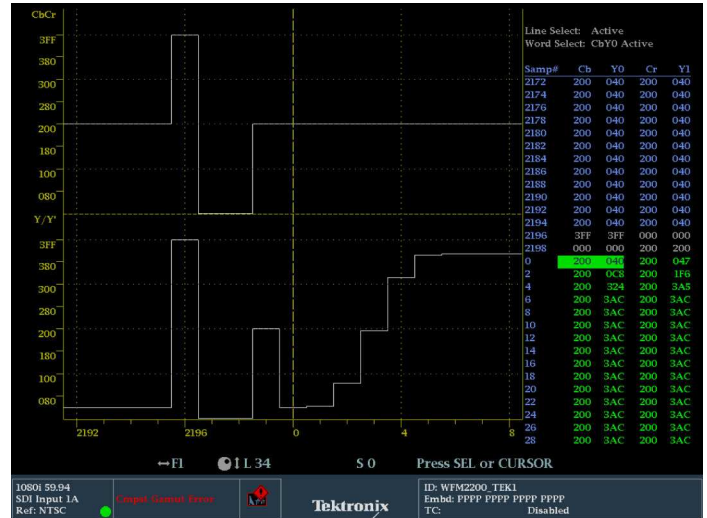 CbCr
3FF
380
300
280
200
180
100
080
Y/Y'
3FF
380
300
280
200
180
100
080
2192 2196 0 4 8
Line Select: Active
Word Select: CbY0 Active
Samp# Cb Y0 Cr Y1
2172 200 040 200 040
2174 200 040 200 040
2176 200 040 200 040
2178 200 040 200 040
2180 200 040 200 040
2182 200 040 200 040
2184 200 040 200 040
2186 200 040 200 040
2188 200 040 200 040
2190 200 040 200 040
2192 200 040 200 040
2194 200 040 200 040
2196 3FF 3FF 000 000
2198 000 000 200 200
0 200 040 200 047
2 200 0C8 200 1F6
4 200 324 200 3A5
6 200 3AC 200 3AC
8 200 3AC 200 3AC
10 200 3AC 200 3AC
12 200 3AC 200 3AC
14 200 3AC 200 3AC
16 200 3AC 200 3AC
18 200 3AC 200 3AC
20 200 3AC 200 3AC
22 200 3AC 200 3AC
24 200 3AC 200 3AC
26 200 3AC 200 3AC
28 200 3AC 200 3AC
F1 L 34 S 0 Press SEL or CURSOR
1080i 59.94
SDI Input 1A
Ref: NTSC
Cmpst Gamut Error
Tektronix
ID: WFM2200_TEK1
Embd: PPPP PPPP PPPP PPPP
TC: Disabled